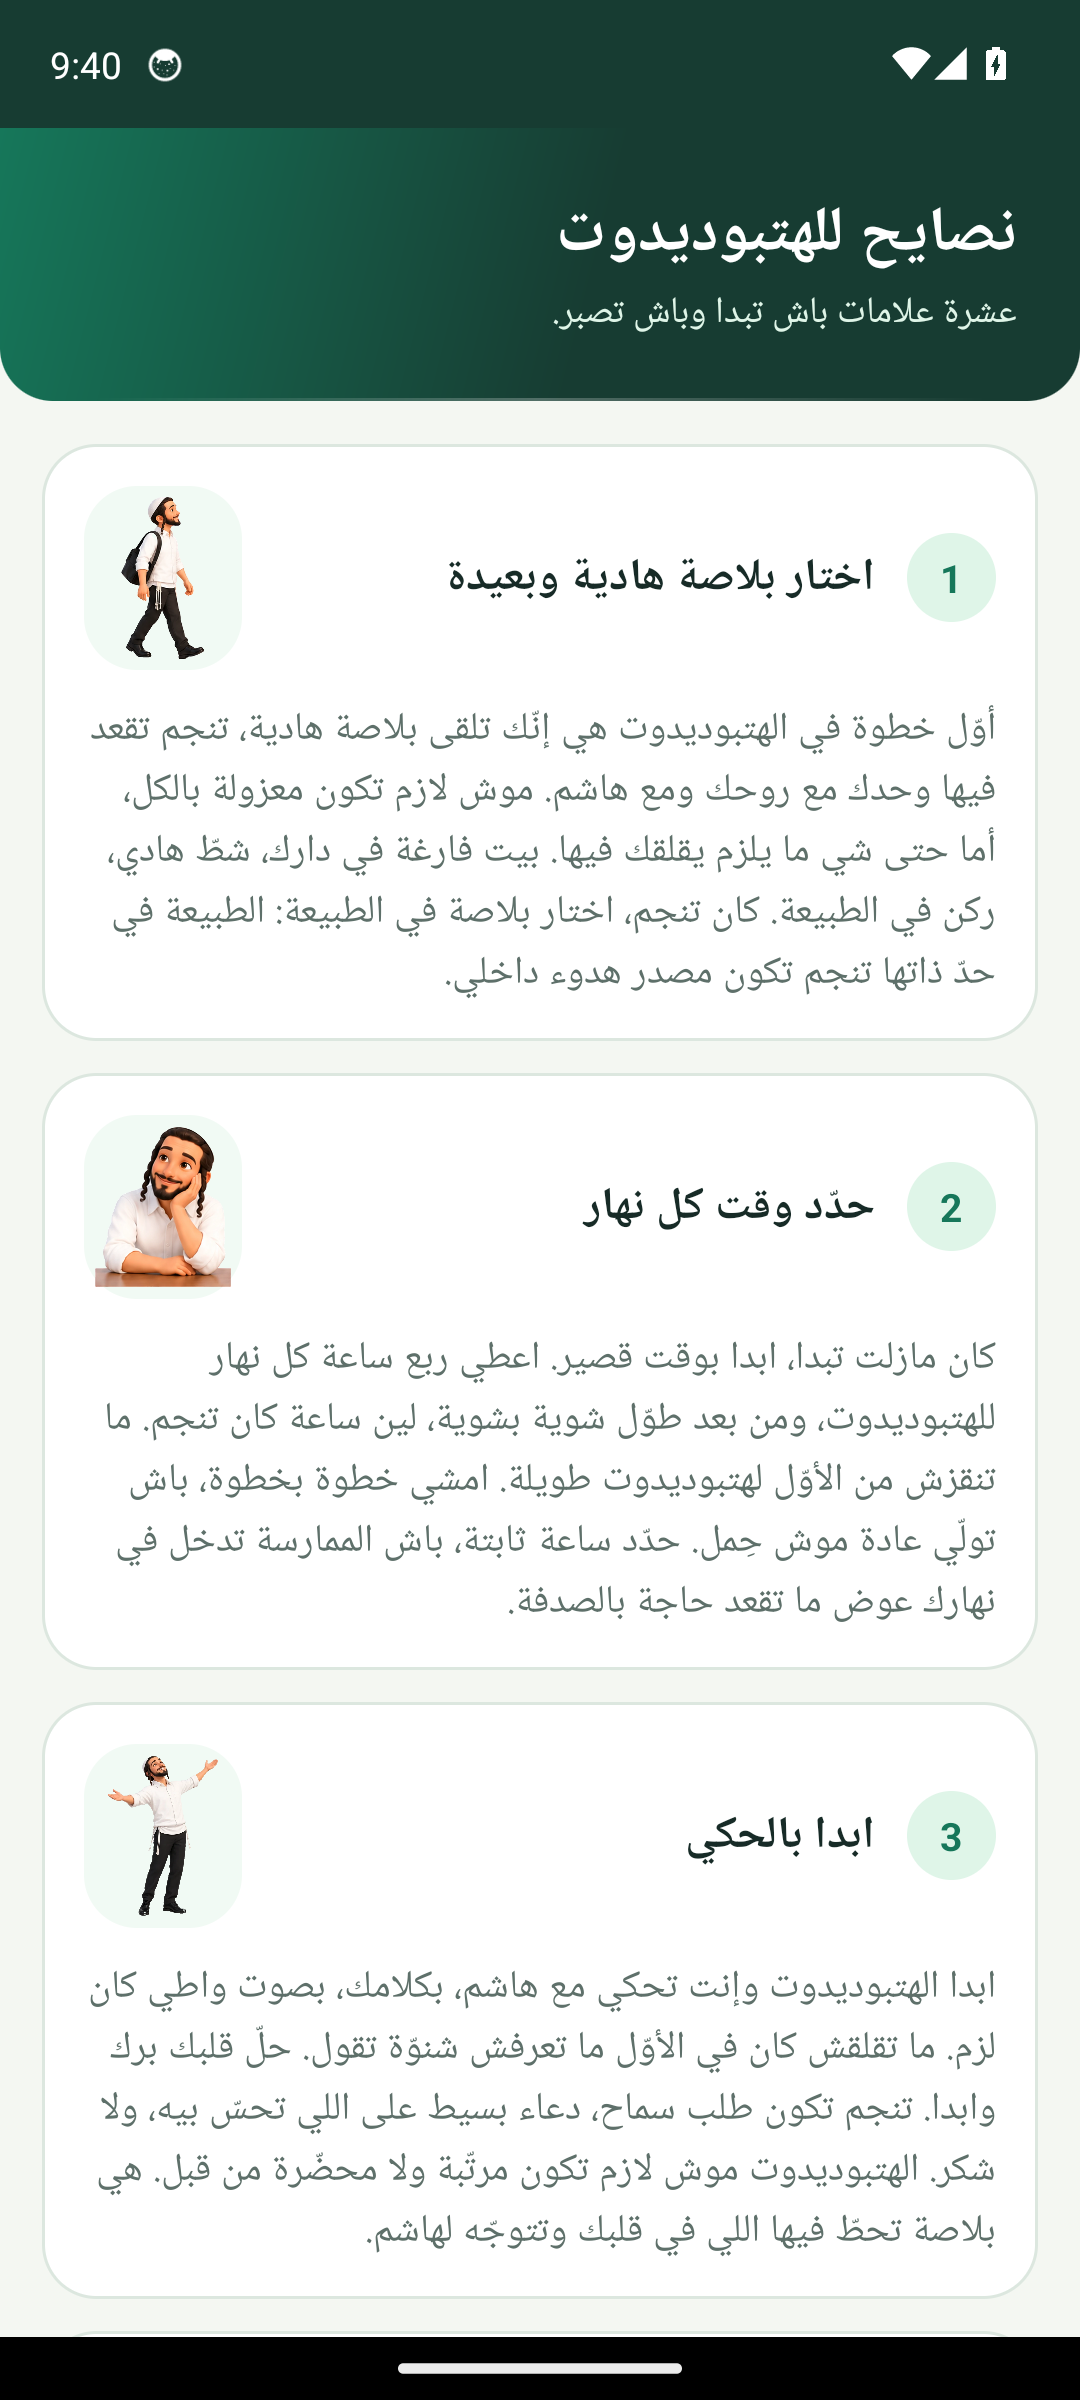 9:40
نصايح للهتبوديدوت
عشرة علامات باش تبدا وباش تصبر.
1
اختار بلاصة هادية وبعيدة
أوّل خطوة في الهتبوديدوت هي إنّك تلقى بلاصة هادية، تنجم تقعد
فيها وحدك مع روحك ومع هاشم. موش لازم تكون معزولة بالكل،
أما حتى شي ما يلزم يقلقك فيها. بيت فارغة في دارك، شطّ هادي،
ركن في الطبيعة. كان تنجم، اختار بلاصة في الطبيعة: الطبيعة في
حدّ ذاتها تنجم تكون مصدر هدوء داخلي.
2
حدّد وقت كل نهار
كان مازلت تبدا، ابدا بوقت قصير. اعطي ربع ساعة كل نهار
للهتبوديدوت، ومن بعد طوّل شوية بشوية، لين ساعة كان تنجم. ما
تنقزش من الأوّل لهتبوديدوت طويلة. امشي خطوة بخطوة، باش
تولّي عادة موش حِمل. حدّد ساعة ثابتة، باش الممارسة تدخل في
نهارك عوض ما تقعد حاجة بالصدفة.
3
ابدا بالحكي
ابدا الهتبوديدوت وإنت تحكي مع هاشم، بكلامك، بصوت واطي كان
لزم. ما تقلقش كان في الأوّل ما تعرفش شنوّة تقول. حلّ قلبك برك
وابدا. تنجم تكون طلب سماح، دعاء بسيط على اللي تحسّ بيه، ولا
شكر. الهتبوديدوت موش لازم تكون مرتّبة ولا محضّرة من قبل. هي
بلاصة تحطّ فيها اللي في قلبك وتتوجّه لهاشم.